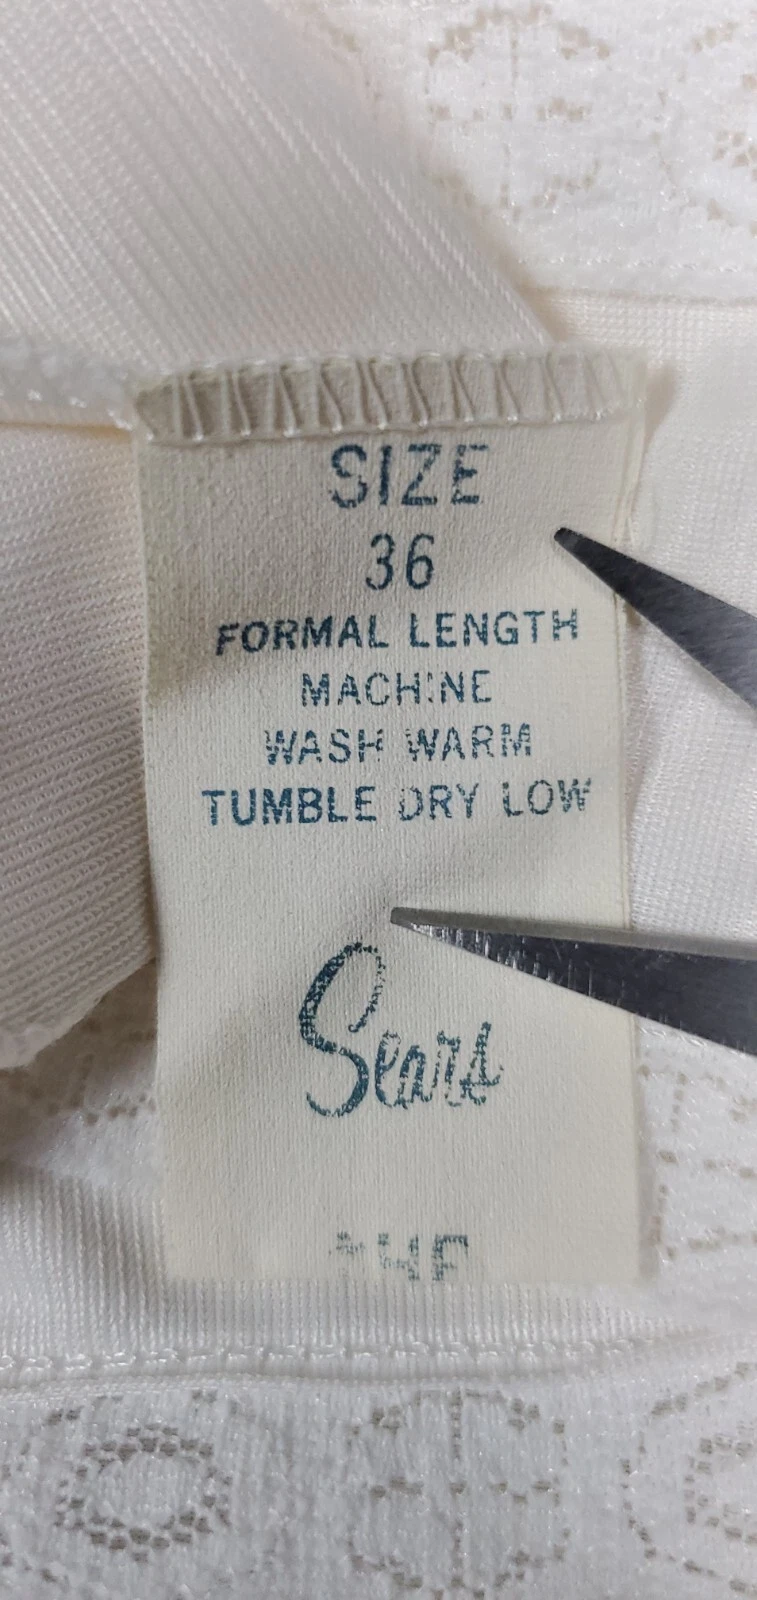 SIZE
36
FORMAL LENGTH
MACHINE
WASH WARM
TUMBLE DRY LOW
Sears